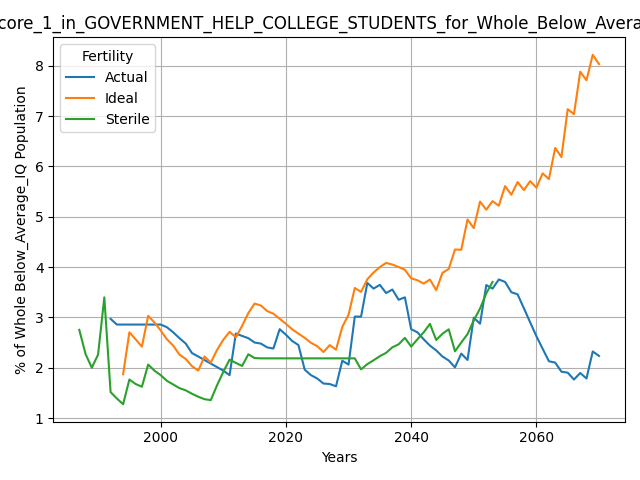 core_1_in_GOVERNMENT_HELP_COLLEGE_STUDENTS_for_Whole_Below_Avera
Fertility
Actual
Ideal
Sterile
% of Whole Below_Average_IQ Population
8
7
6
5
4
3
2
1
2000
2020
2040
2060
Years